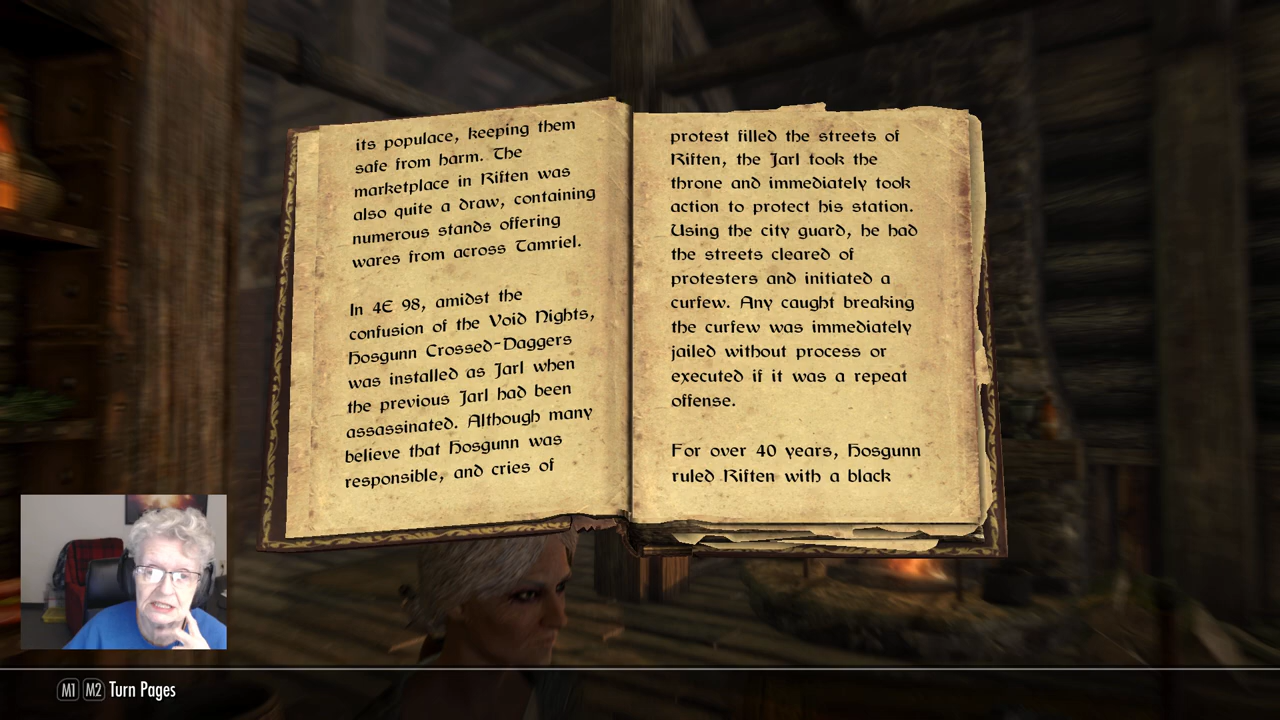 its populace, keeping them
safe from harm. The
marketplace in Riften was
also quite a draw, containing
numerous stands offering
wares from across Tamriel.
In 4E 98, amidst the
confusion of the Void Nights,
Hosgunn Crossed-Daggers
was installed as Jarl when
the previous Jarl had been
assassinated. Although many
believe that Hosgunn was
responsible, and cries of
protest filled the streets of
Riften, the Jarl took the
throne and immediately took
action to protect his station.
Using the city guard, he had
the streets cleared of
protesters and initiated a
curfew. Any caught breaking
the curfew was immediately
jailed without process or
executed if it was a repeat
offense.
For over 40 years, Hosgunn
ruled Riften with a black
M1 M2 Turn Pages